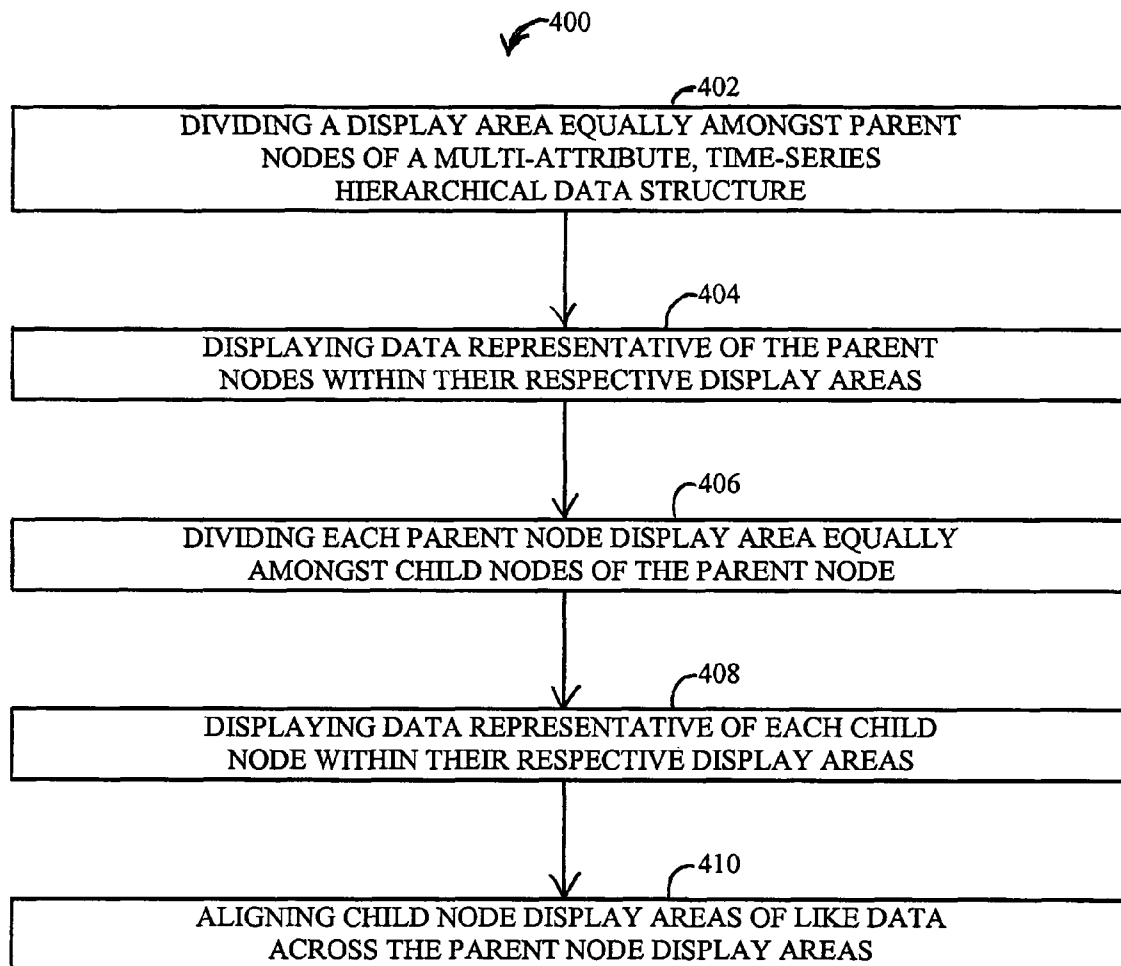 400
402
DIVIDING A DISPLAY AREA EQUALLY AMONGST PARENT
NODES OF A MULTI-ATTRIBUTE, TIME-SERIES
HIERARCHICAL DATA STRUCTURE
404
DISPLAYING DATA REPRESENTATIVE OF THE PARENT
NODES WITHIN THEIR RESPECTIVE DISPLAY AREAS
406
DIVIDING EACH PARENT NODE DISPLAY AREA EQUALLY
AMONGST CHILD NODES OF THE PARENT NODE
408
DISPLAYING DATA REPRESENTATIVE OF EACH CHILD
NODE WITHIN THEIR RESPECTIVE DISPLAY AREAS
410
ALIGNING CHILD NODE DISPLAY AREAS OF LIKE DATA
ACROSS THE PARENT NODE DISPLAY AREAS